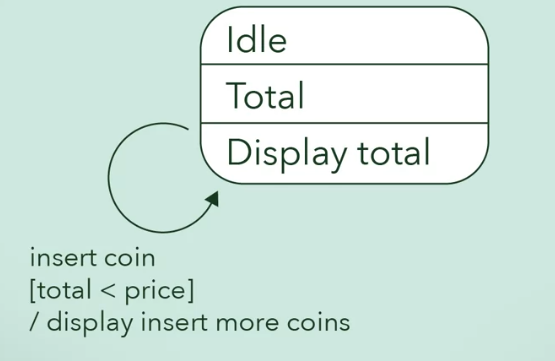 Idle
Total
Display total
insert coin
[total < price]
/ display insert more coins